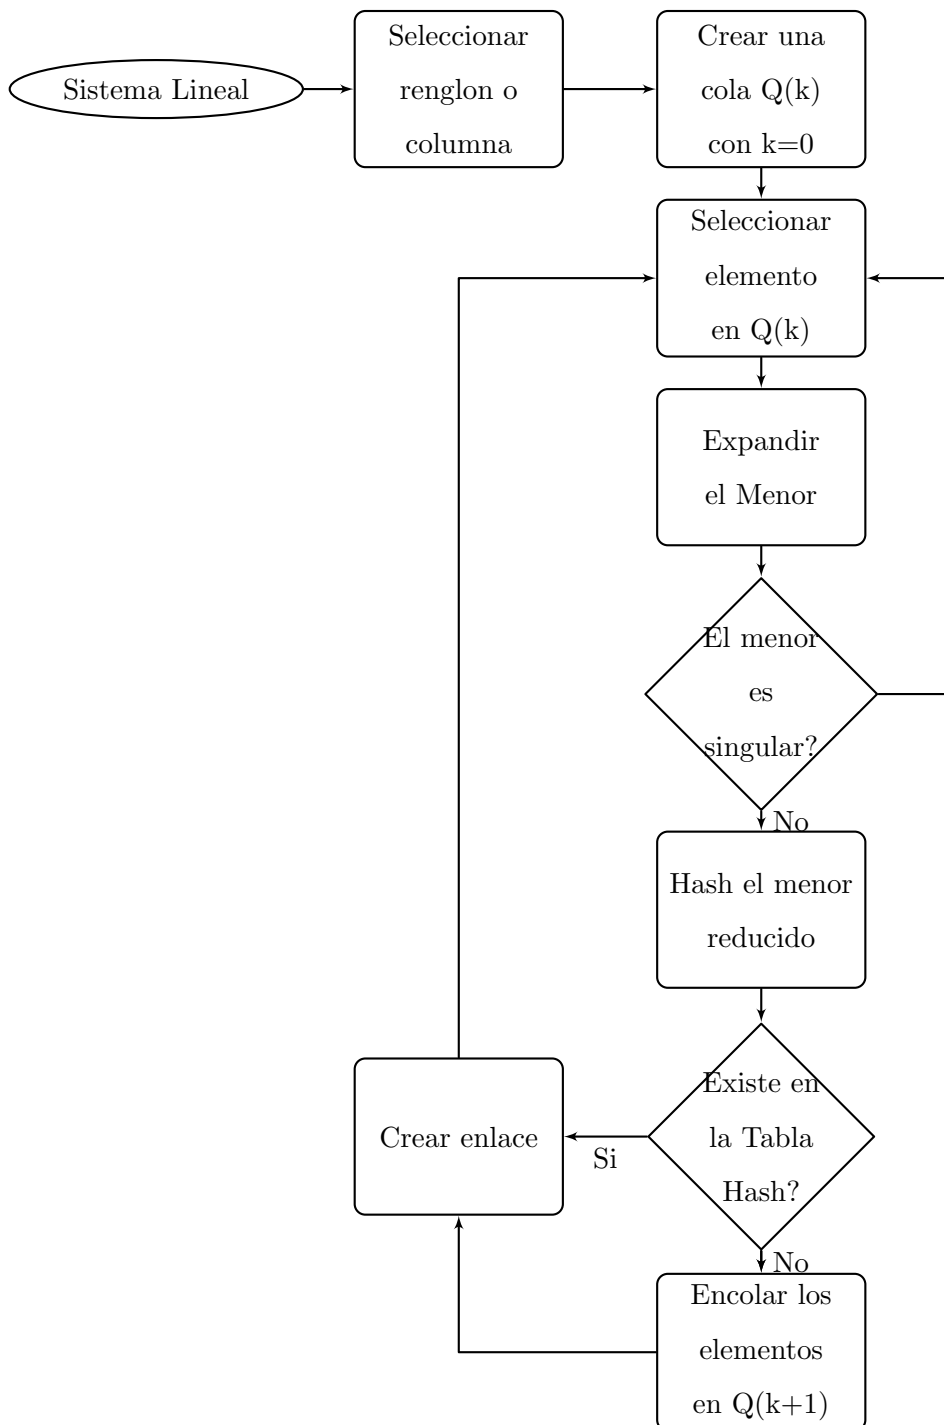 Sistema Lineal
Seleccionar
renglon o
columna
Crear una
cola Q(k)
con k=0
Seleccionar
elemento
en Q(k)
Expandir
el Menor
El menor
es
singular?
No
Hash el menor
reducido
Existe en
la Tabla
Hash?
Si
Crear enlace
No
Encolar los
elementos
en Q(k+1)